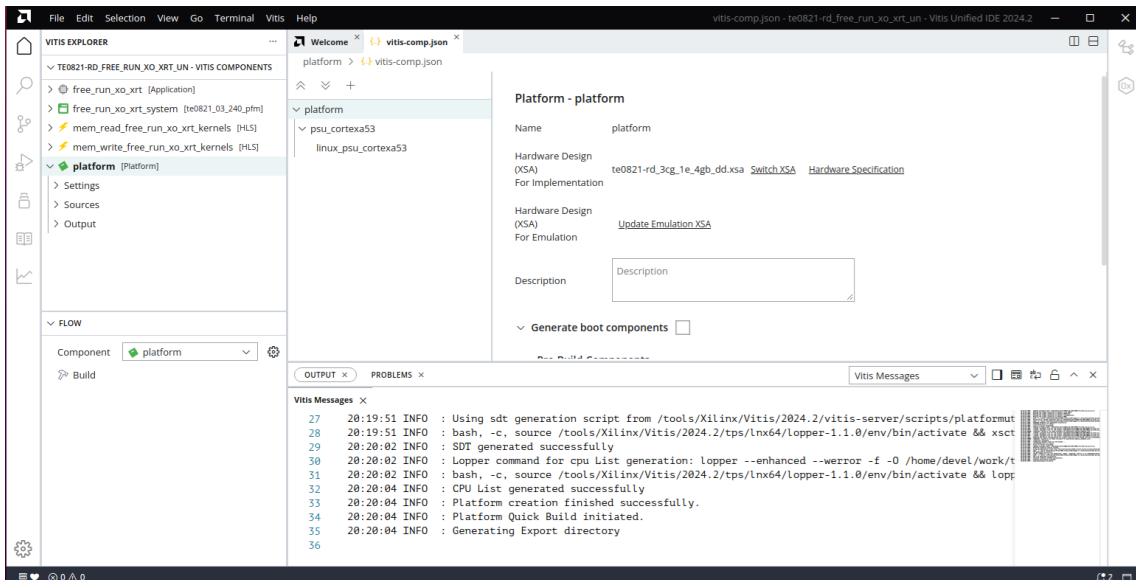 File Edit Selection View Go Terminal Vitis Help
vitis-comp.json - te0821-rd_free_run_xo_xrt_un - Vitis Unified IDE 2024.2
VITIS EXPLORER
TE0821-RD_FREE_RUN_XO_XRT_UN - VITIS COMPONENTS
free_run_xo_xrt [Application]
free_run_xo_xrt_system [te0821_03_240_pfm]
mem_read_free_run_xo_xrt_kernels [HLS]
mem_write_free_run_xo_xrt_kernels [HLS]
platform [Platform]
Settings
Sources
Output
FLOW
Component platform
Build
Welcome vitis-comp.json
platform > vitis-comp.json
platform
psu_cortexa53
linux_psu_cortexa53
Platform - platform
Name platform
Hardware Design
(XSA) te0821-rd_3cg_1e_4gb_dd.xsa Switch XSA Hardware Specification
For Implementation
Hardware Design
(XSA) Update Emulation XSA
For Emulation
Description Description
Generate boot components
OUTPUT PROBLEMS Vitis Messages
Vitis Messages
27 20:19:51 INFO : Using sdt generation script from /tools/Xilinx/Vitis/2024.2/vitis-server/scripts/platformut
28 20:19:51 INFO : bash, -c, source /tools/Xilinx/Vitis/2024.2/tps/lnx64/lopper-1.1.0/env/bin/activate && xsct
29 20:20:02 INFO : SDT generated successfully
30 20:20:02 INFO : Lopper command for cpu List generation: lopper --enhanced --werror -f -O /home/devel/work/t
31 20:20:02 INFO : bash, -c, source /tools/Xilinx/Vitis/2024.2/tps/lnx64/lopper-1.1.0/env/bin/activate && lopp
32 20:20:04 INFO : CPU List generated successfully
33 20:20:04 INFO : Platform creation finished successfully.
34 20:20:04 INFO : Platform Quick Build initiated.
35 20:20:04 INFO : Generating Export directory
36
0 0 0
2